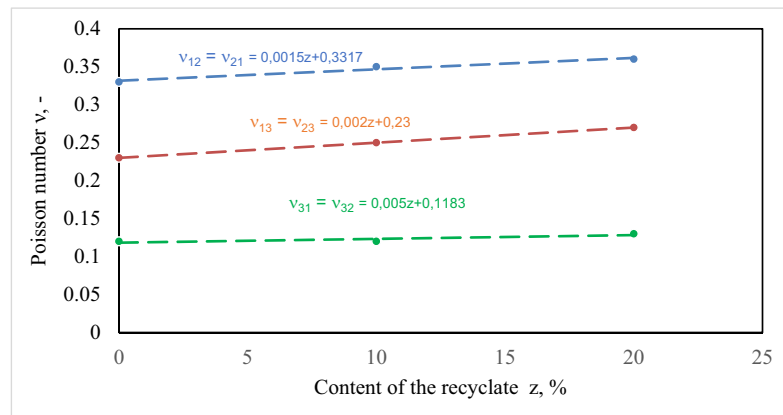 0.4
0.35
0.3
0.25
0.2
0.15
0.1
0.05
0
Poisson number ν, -
ν₁₂ = ν₂₁ = 0,0015z+0,3317
ν₁₃ = ν₂₃ = 0,002z+0,23
ν₃₁ = ν₃₂ = 0,005z+0,1183
0 5 10 15 20 25
Content of the recyclate z, %